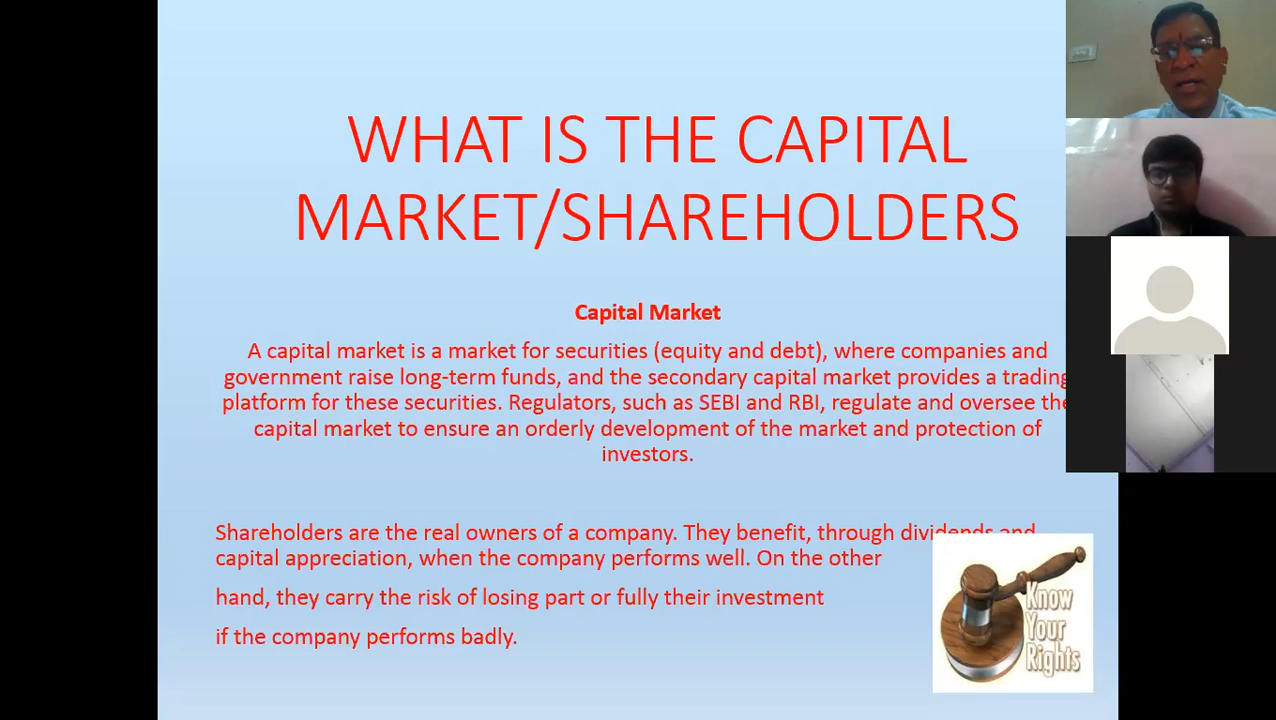 WHAT IS THE CAPITAL
MARKET/SHAREHOLDERS
Capital Market
A capital market is a market for securities (equity and debt), where companies and
government raise long-term funds, and the secondary capital market provides a trading
platform for these securities. Regulators, such as SEBI and RBI, regulate and oversee the
capital market to ensure an orderly development of the market and protection of
investors.
Shareholders are the real owners of a company. They benefit, through dividends and
capital appreciation, when the company performs well. On the other
hand, they carry the risk of losing part or fully their investment
if the company performs badly.
Know
Your
Rights